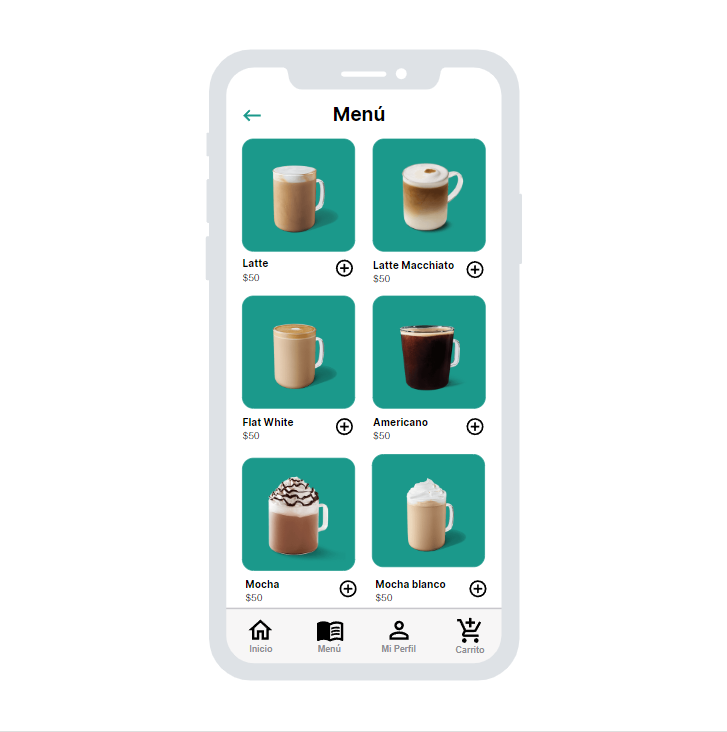 Menú
Latte
$50
Latte Macchiato
$50
Flat White
$50
Americano
$50
Mocha
$50
Mocha blanco
$50
Inicio
Menú
Mi Perfil
Carrito